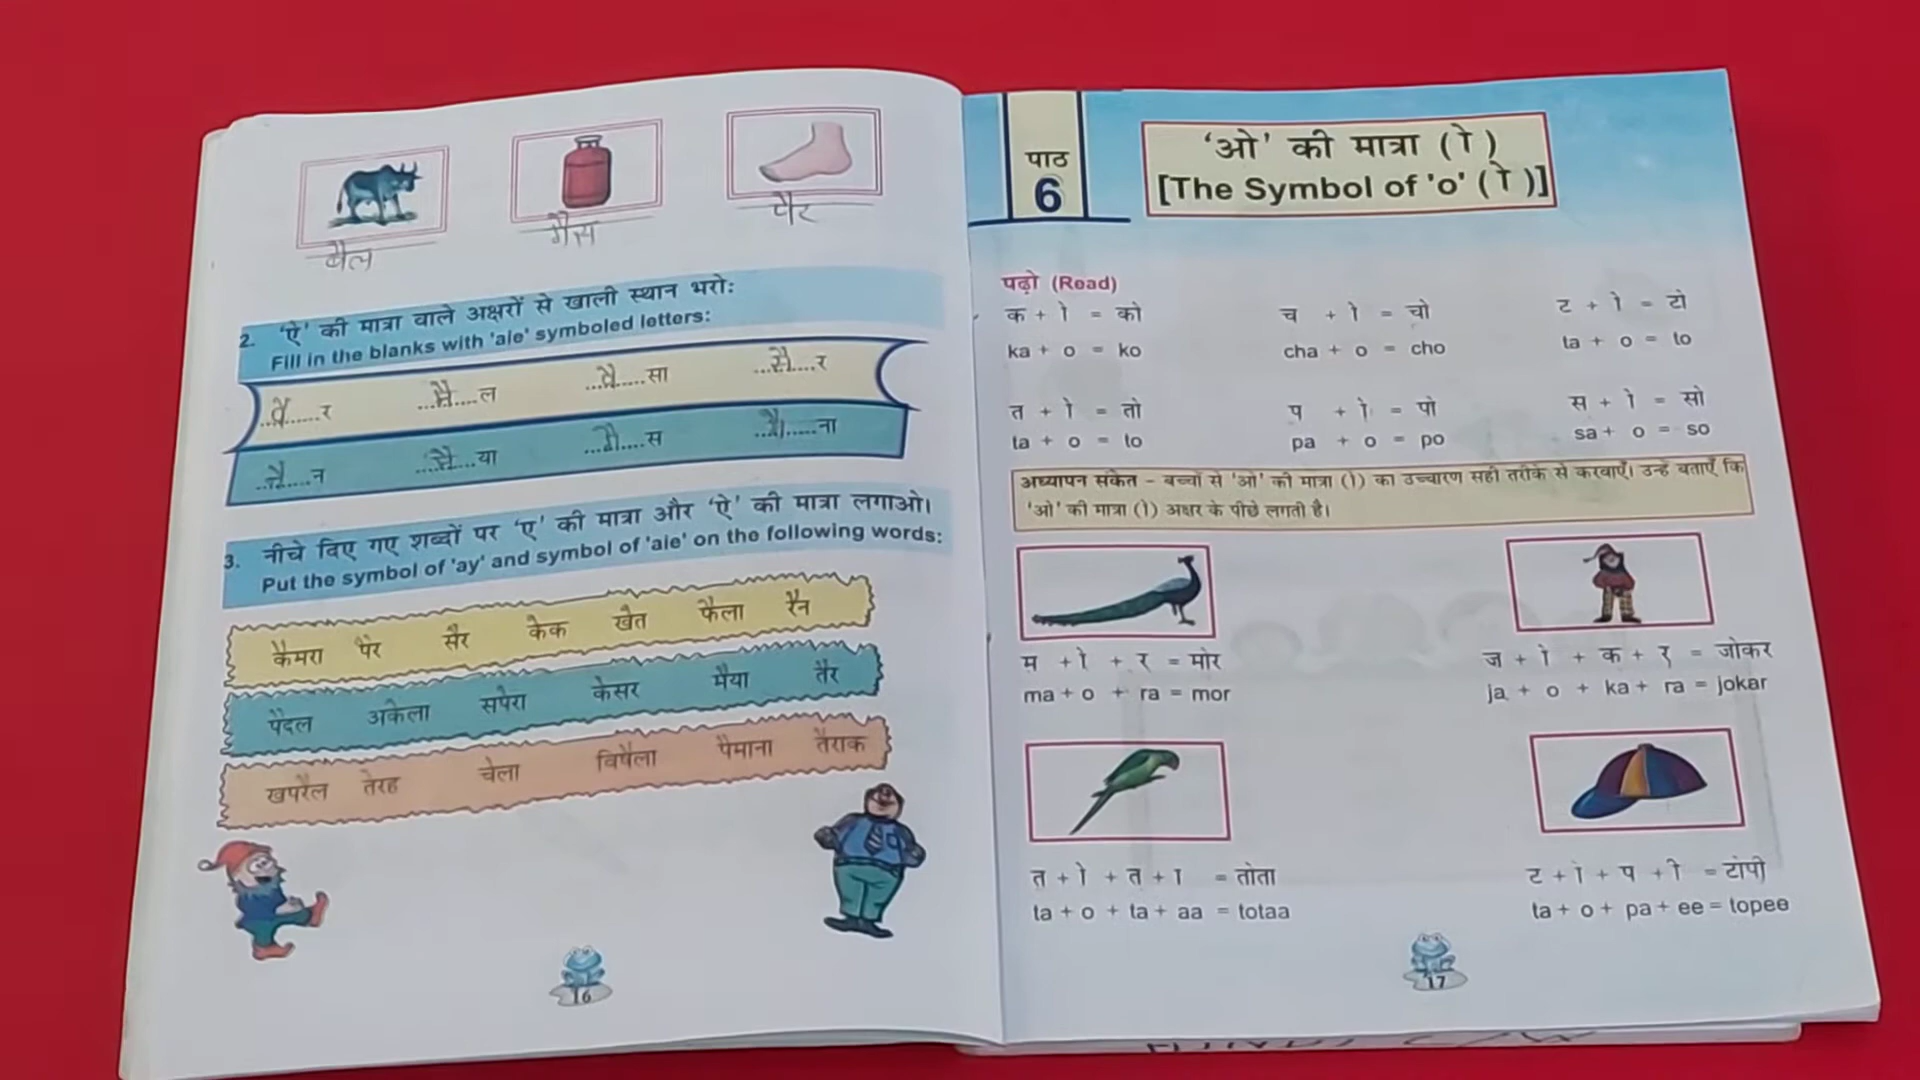 बैल
गैस
पैर
2. 'ऐ' की मात्रा वाले अक्षरों से खाली स्थान भरो:
Fill in the blanks with 'aie' symboled letters:
...........र ....मै....ल ....पै....सा ....सै....र
....नै....न ....मै....या ....गै....स ....मै....ना
3. नीचे दिए गए शब्दों पर 'ए' की मात्रा और 'ऐ' की मात्रा लगाओ।
Put the symbol of 'ay' and symbol of 'aie' on the following words:
कैमरा पैर सैर केक खेत फैला रैन
पैदल अकेला सपेरा केसर मैया तैर
खपरैल तेरह चेला विषैला पैमाना तैराक
16
पाठ
6
'ओ' की मात्रा (ो)
[The Symbol of 'o' (ो)]
पढ़ो (Read)
क + ो = को च + ो = चो ट + ो = टो
ka + o = ko cha + o = cho ta + o = to
त + ो = तो प + ो = पो स + ो = सो
ta + o = to pa + o = po sa + o = so
अध्यापन संकेत – बच्चों से 'ओ' की मात्रा (ो) का उच्चारण सही तरीके से करवाएँ। उन्हें बताएँ कि
'ओ' की मात्रा (ो) अक्षर के पीछे लगती है।
म + ो + र = मोर ज + ो + क + र = जोकर
ma + o + ra = mor ja + o + ka + ra = jokar
त + ो + त + ा = तोता ट + ो + प + ी = टोपी
ta + o + ta + aa = totaa ta + o + pa + ee = topee
17